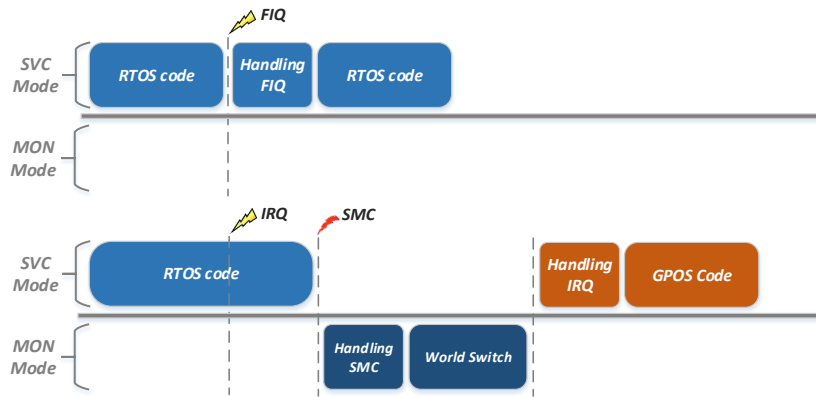 FIQ
SVC
Mode
RTOS code
Handling
FIQ
RTOS code
MON
Mode
IRQ
SMC
SVC
Mode
RTOS code
Handling
IRQ
GPOS Code
MON
Mode
Handling
SMC
World Switch